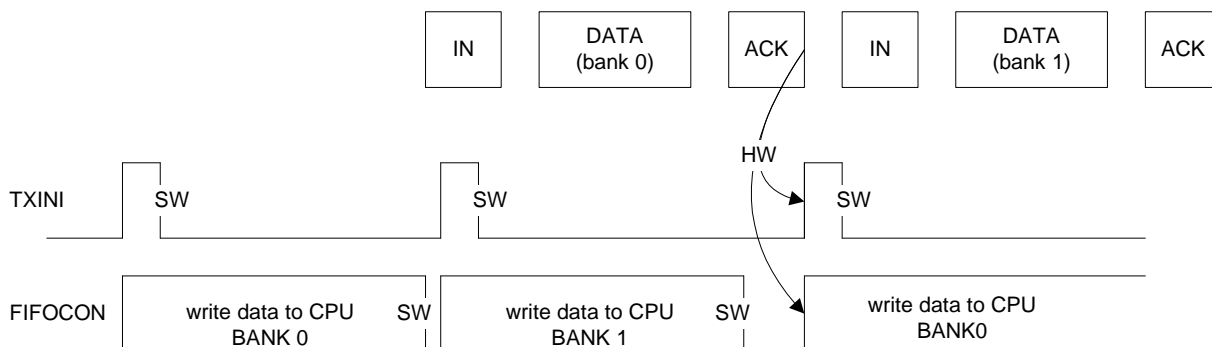 IN
DATA
(bank 0)
ACK
IN
DATA
(bank 1)
ACK
HW
TXINI
SW
SW
SW
FIFOCON
write data to CPU
BANK 0
SW
write data to CPU
BANK 1
SW
write data to CPU
BANK0